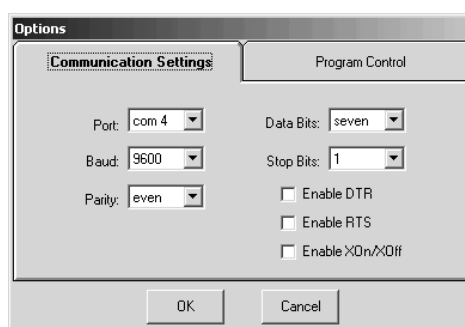 Options
Communication Settings
Program Control
Port: com 4
Data Bits: seven
Baud: 9600
Stop Bits: 1
Parity: even
Enable DTR
Enable RTS
Enable XOn/XOff
OK
Cancel